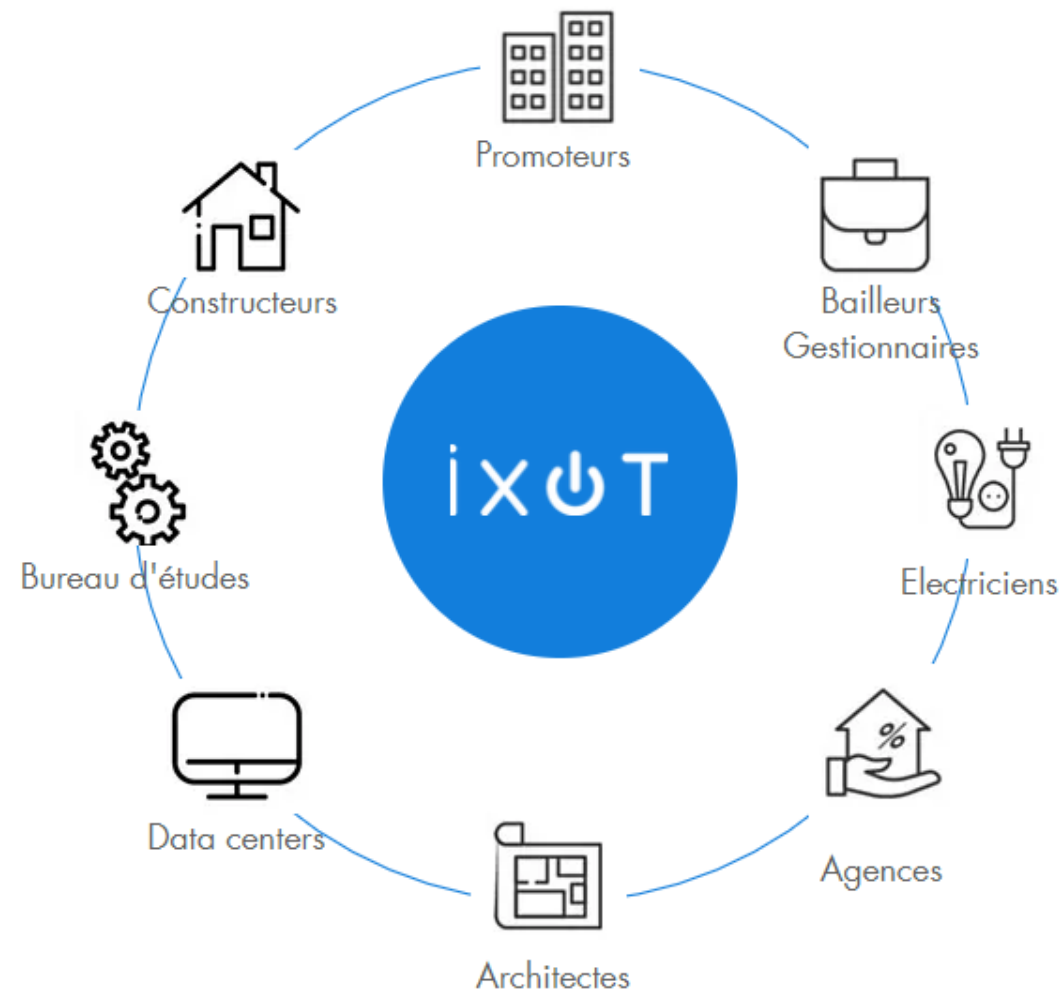 Promoteurs
Bailleurs
Gestionnaires
Constructeurs
ixOT
Bureau d'études
Electriciens
Data centers
Agences
Architectes